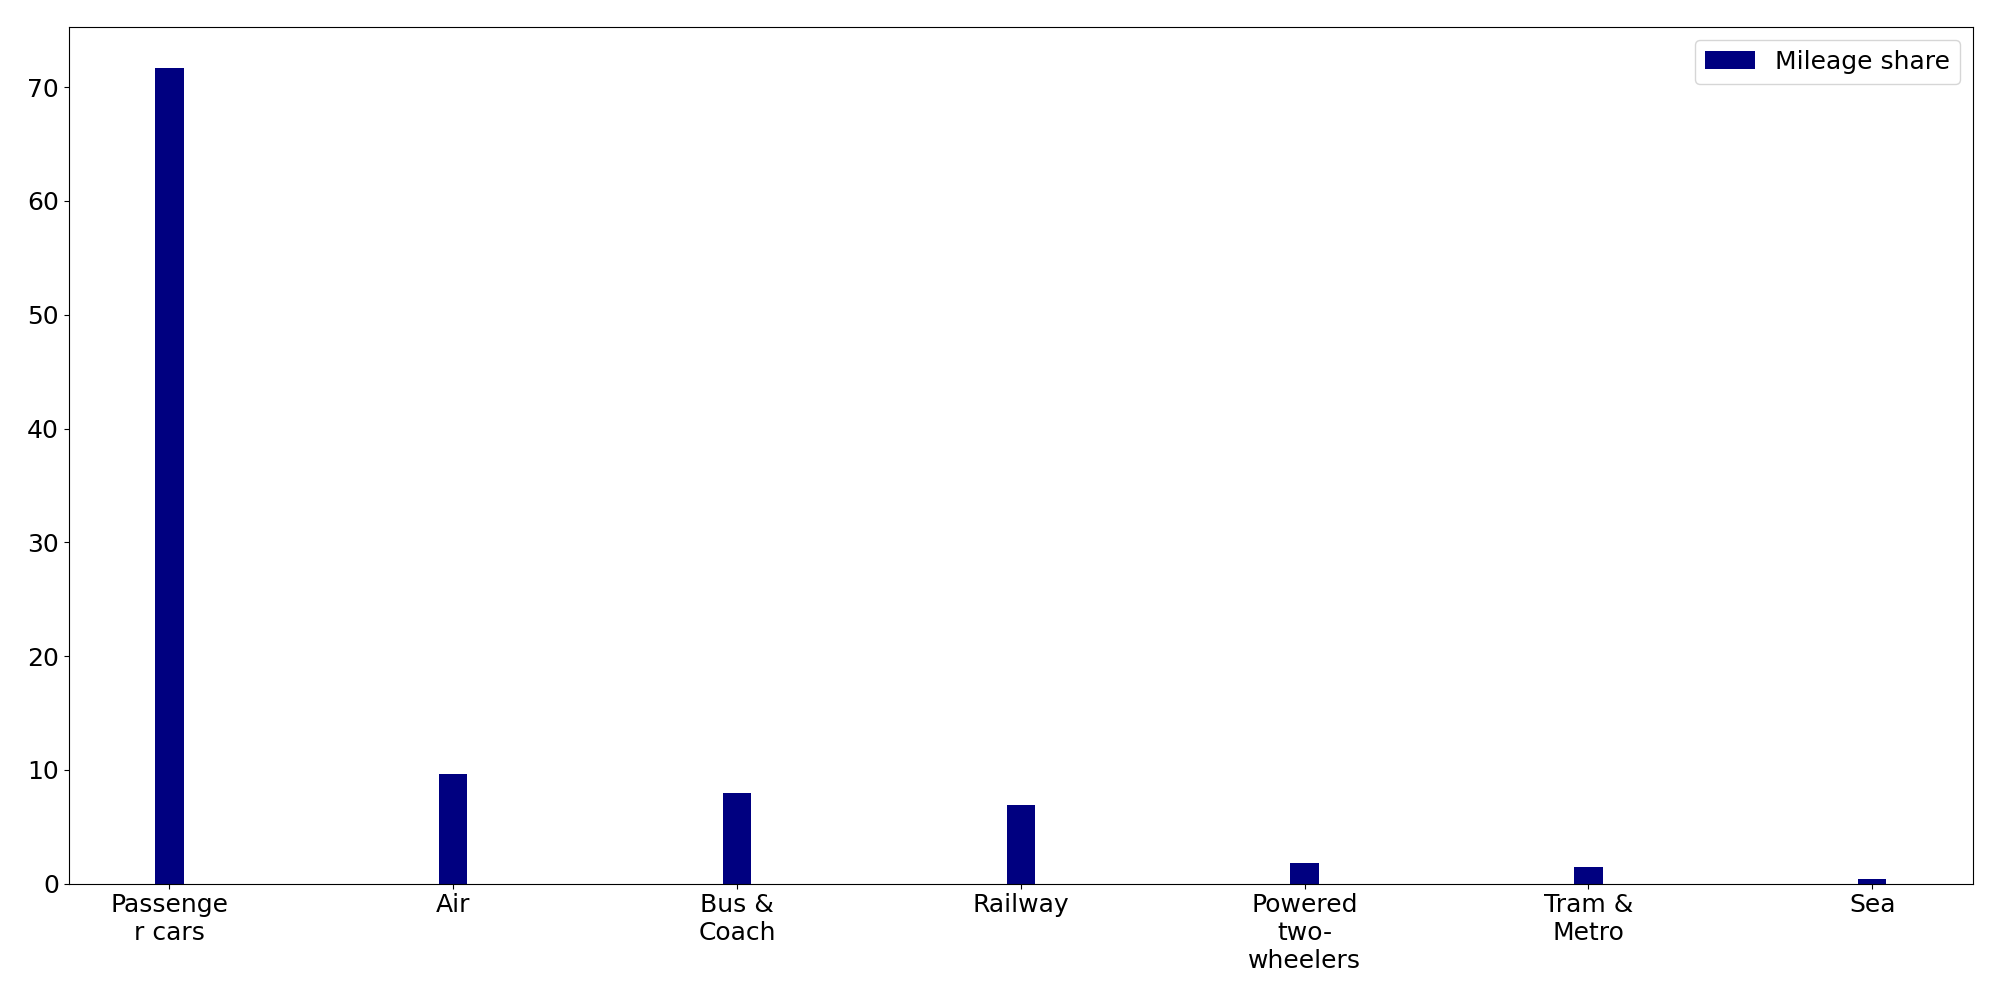 Mileage share
70
60
50
40
30
20
10
0
Passenge
r cars
Air
Bus &
Coach
Railway
Powered
two-
wheelers
Tram &
Metro
Sea